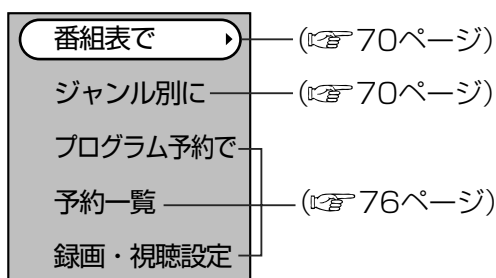 番組表で (☞70ページ)
ジャンル別に (☞70ページ)
プログラム予約で
予約一覧 (☞76ページ)
録画・視聴設定